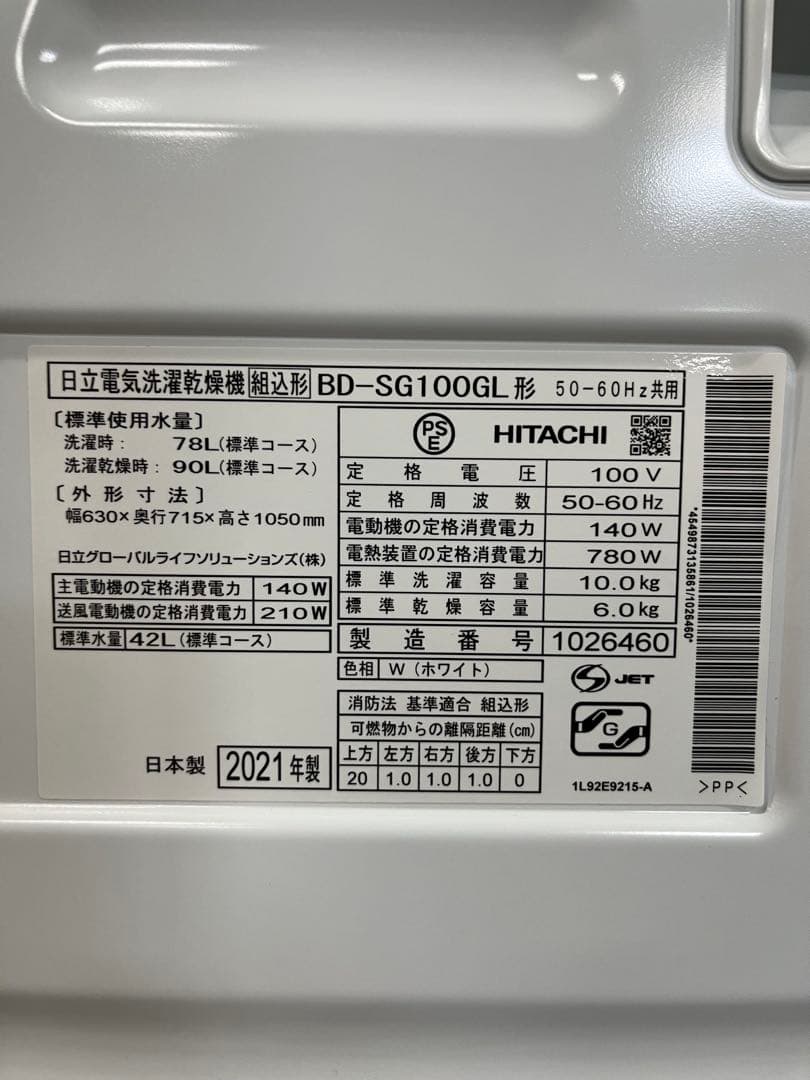 日立電気洗濯乾燥機 組込形 BD-SG100GL形 50-60Hz共用
〔標準使用水量〕
洗濯時： 78L(標準コース)
洗濯乾燥時：90L(標準コース)
〔外形寸法〕
幅630×奥行715×高さ1050mm
日立グローバルライフソリューションズ(株)
主電動機の定格消費電力 140W
送風電動機の定格消費電力 210W
標準水量 42L(標準コース)
日本製 2021年製
PSE HITACHI
定格電圧 100V
定格周波数 50-60Hz
電動機の定格消費電力 140W
電熱装置の定格消費電力 780W
標準洗濯容量 10.0kg
標準乾燥容量 6.0kg
製造番号 1026460
色相 W(ホワイト)
消防法 基準適合 組込形
可燃物からの離隔距離(cm)
上方 左方 右方 後方 下方
20 1.0 1.0 1.0 0
S JET
G
1L92E9215-A
*4549873135861/1026460*
>PP<